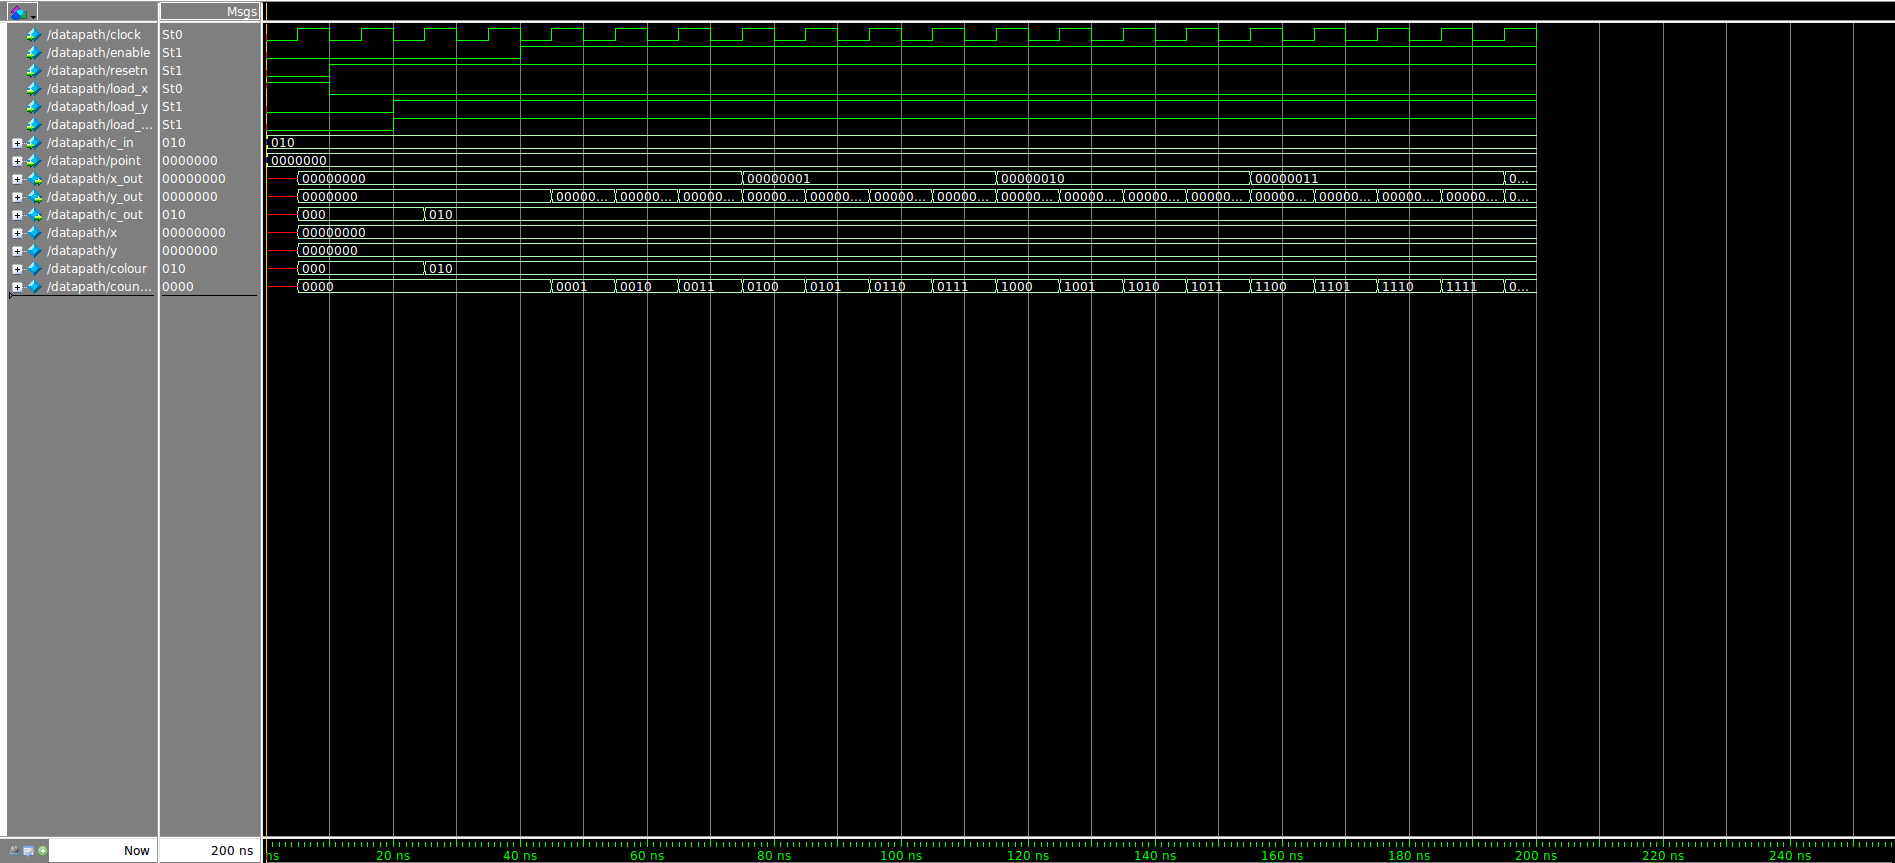 Msgs
/datapath/clock St0
/datapath/enable St1
/datapath/resetn St1
/datapath/load_x St0
/datapath/load_y St1
/datapath/load_... St1
/datapath/c_in 010 010
/datapath/point 0000000 0000000
/datapath/x_out 00000000 00000000 00000001 00000010 00000011 0...
/datapath/y_out 0000000 0000000 00000... 00000... 00000... 00000... 00000... 00000... 00000... 00000... 00000... 00000... 00000... 00000... 00000... 00000... 00000... 0...
/datapath/c_out 010 000 010
/datapath/x 00000000 00000000
/datapath/y 0000000 0000000
/datapath/colour 010 000 010
/datapath/coun... 0000 0000 0001 0010 0011 0100 0101 0110 0111 1000 1001 1010 1011 1100 1101 1110 1111 0...
Now 200 ns ns 20 ns 40 ns 60 ns 80 ns 100 ns 120 ns 140 ns 160 ns 180 ns 200 ns 220 ns 240 ns